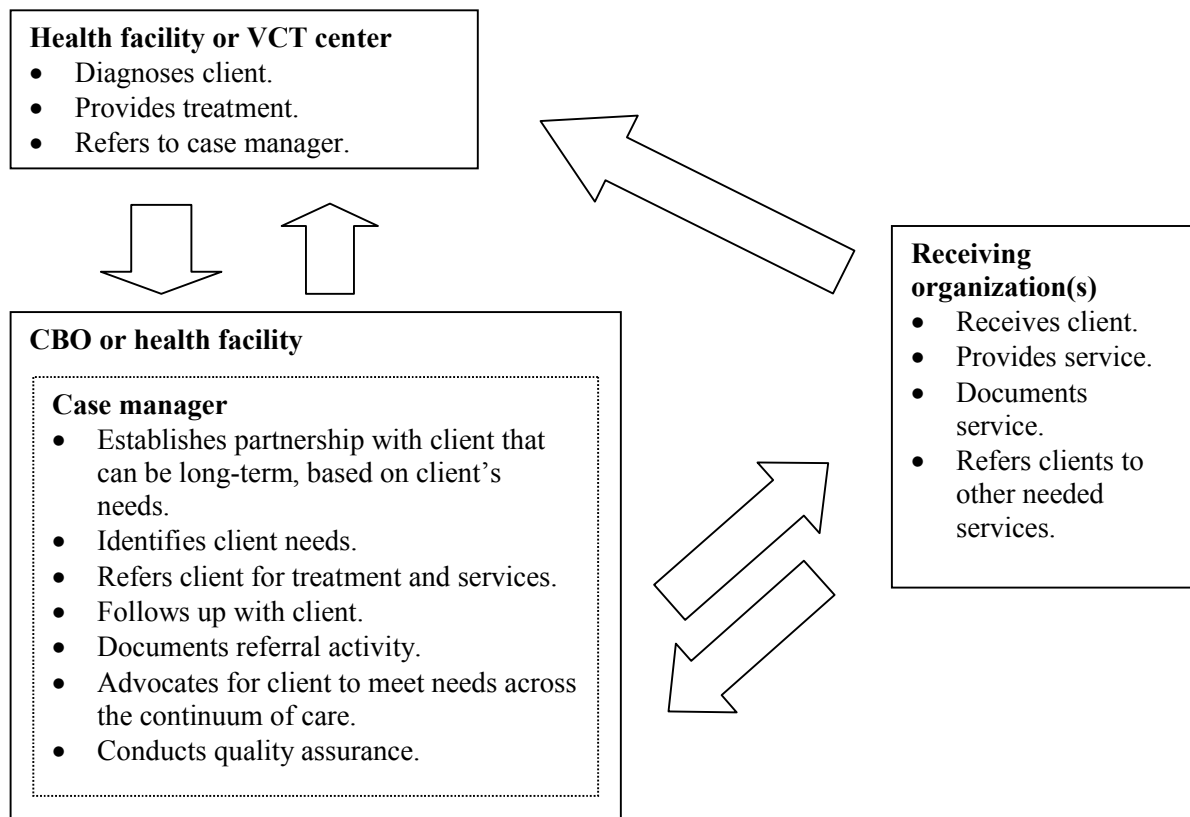 Health facility or VCT center
• Diagnoses client.
• Provides treatment.
• Refers to case manager.
CBO or health facility
Case manager
• Establishes partnership with client that
can be long-term, based on client’s
needs.
• Identifies client needs.
• Refers client for treatment and services.
• Follows up with client.
• Documents referral activity.
• Advocates for client to meet needs across
the continuum of care.
• Conducts quality assurance.
Receiving
organization(s)
• Receives client.
• Provides service.
• Documents
service.
• Refers clients to
other needed
services.